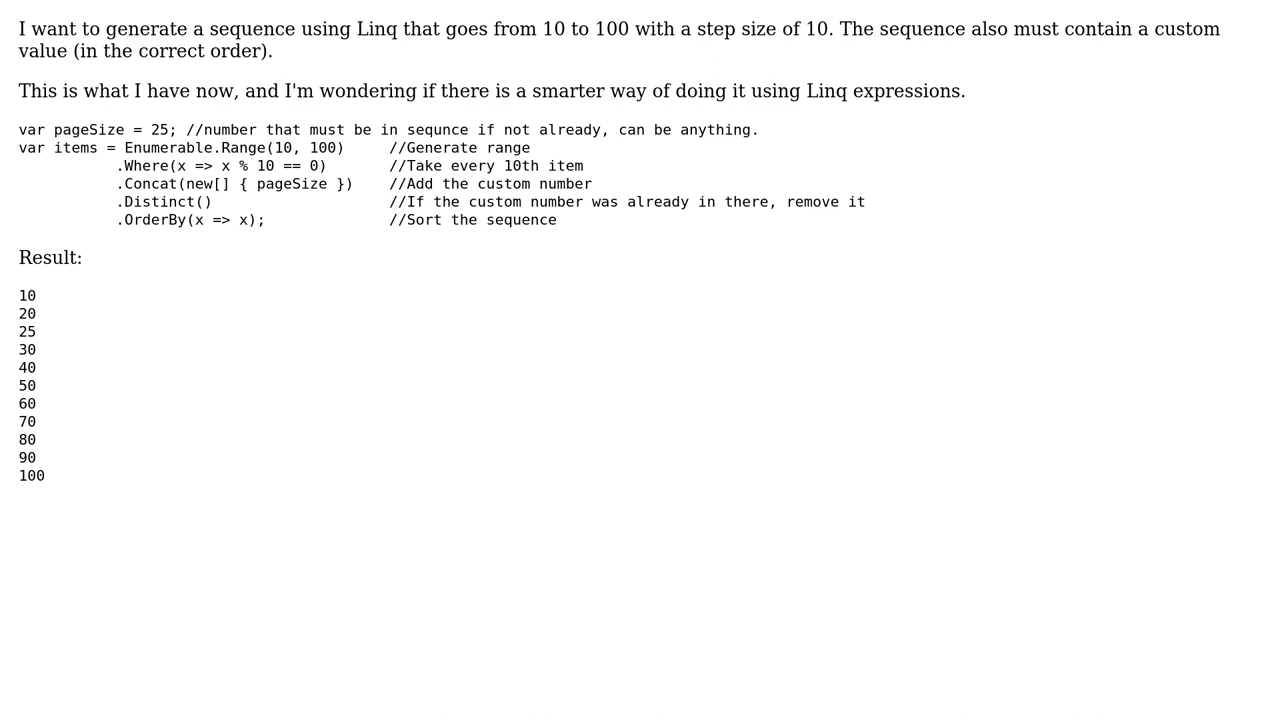 I want to generate a sequence using Linq that goes from 10 to 100 with a step size of 10. The sequence also must contain a custom
value (in the correct order).
This is what I have now, and I'm wondering if there is a smarter way of doing it using Linq expressions.
var pageSize = 25; //number that must be in sequnce if not already, can be anything.
var items = Enumerable.Range(10, 100)     //Generate range
           .Where(x => x % 10 == 0)       //Take every 10th item
           .Concat(new[] { pageSize })    //Add the custom number
           .Distinct()                    //If the custom number was already in there, remove it
           .OrderBy(x => x);              //Sort the sequence
Result:
10
20
25
30
40
50
60
70
80
90
100